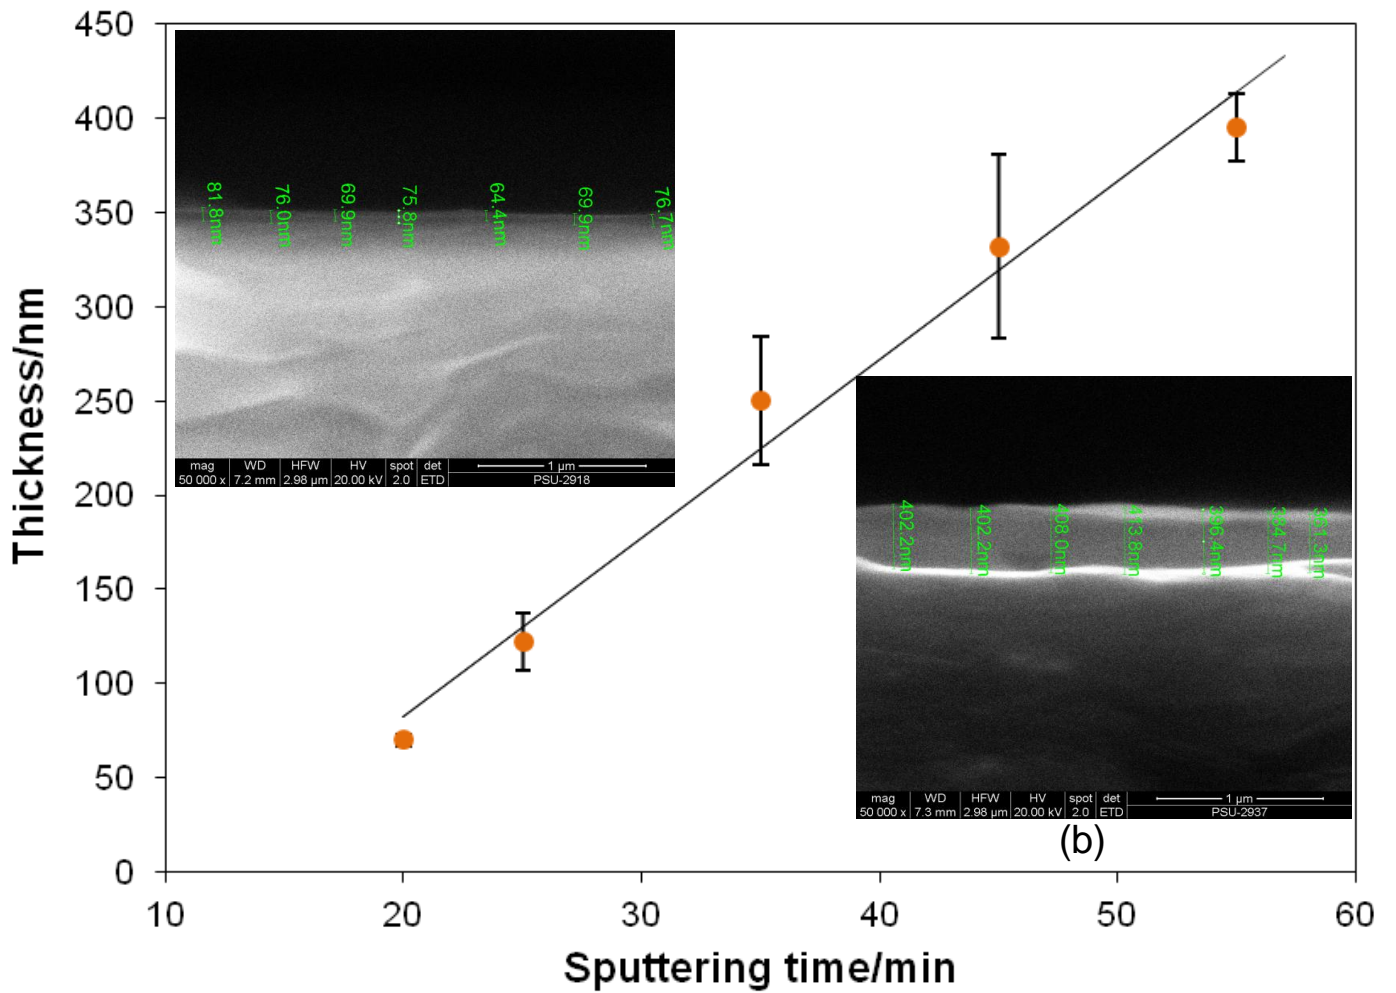 450
400
350
300
250
200
150
100
50
0
Thickness/nm
81.8nm
76.0nm
69.9nm
75.8nm
64.4nm
69.9nm
76.7nm
mag WD HFW HV spot det 1 µm
50 000 x 7.2 mm 2.98 µm 20.00 kV 2.0 ETD PSU-2918
402.2nm
402.2nm
408.0nm
413.8nm
396.4nm
384.7nm
361.3nm
mag WD HFW HV spot det 1 µm
50 000 x 7.3 mm 2.98 µm 20.00 kV 2.0 ETD PSU-2937
(b)
10 20 30 40 50 60
Sputtering time/min